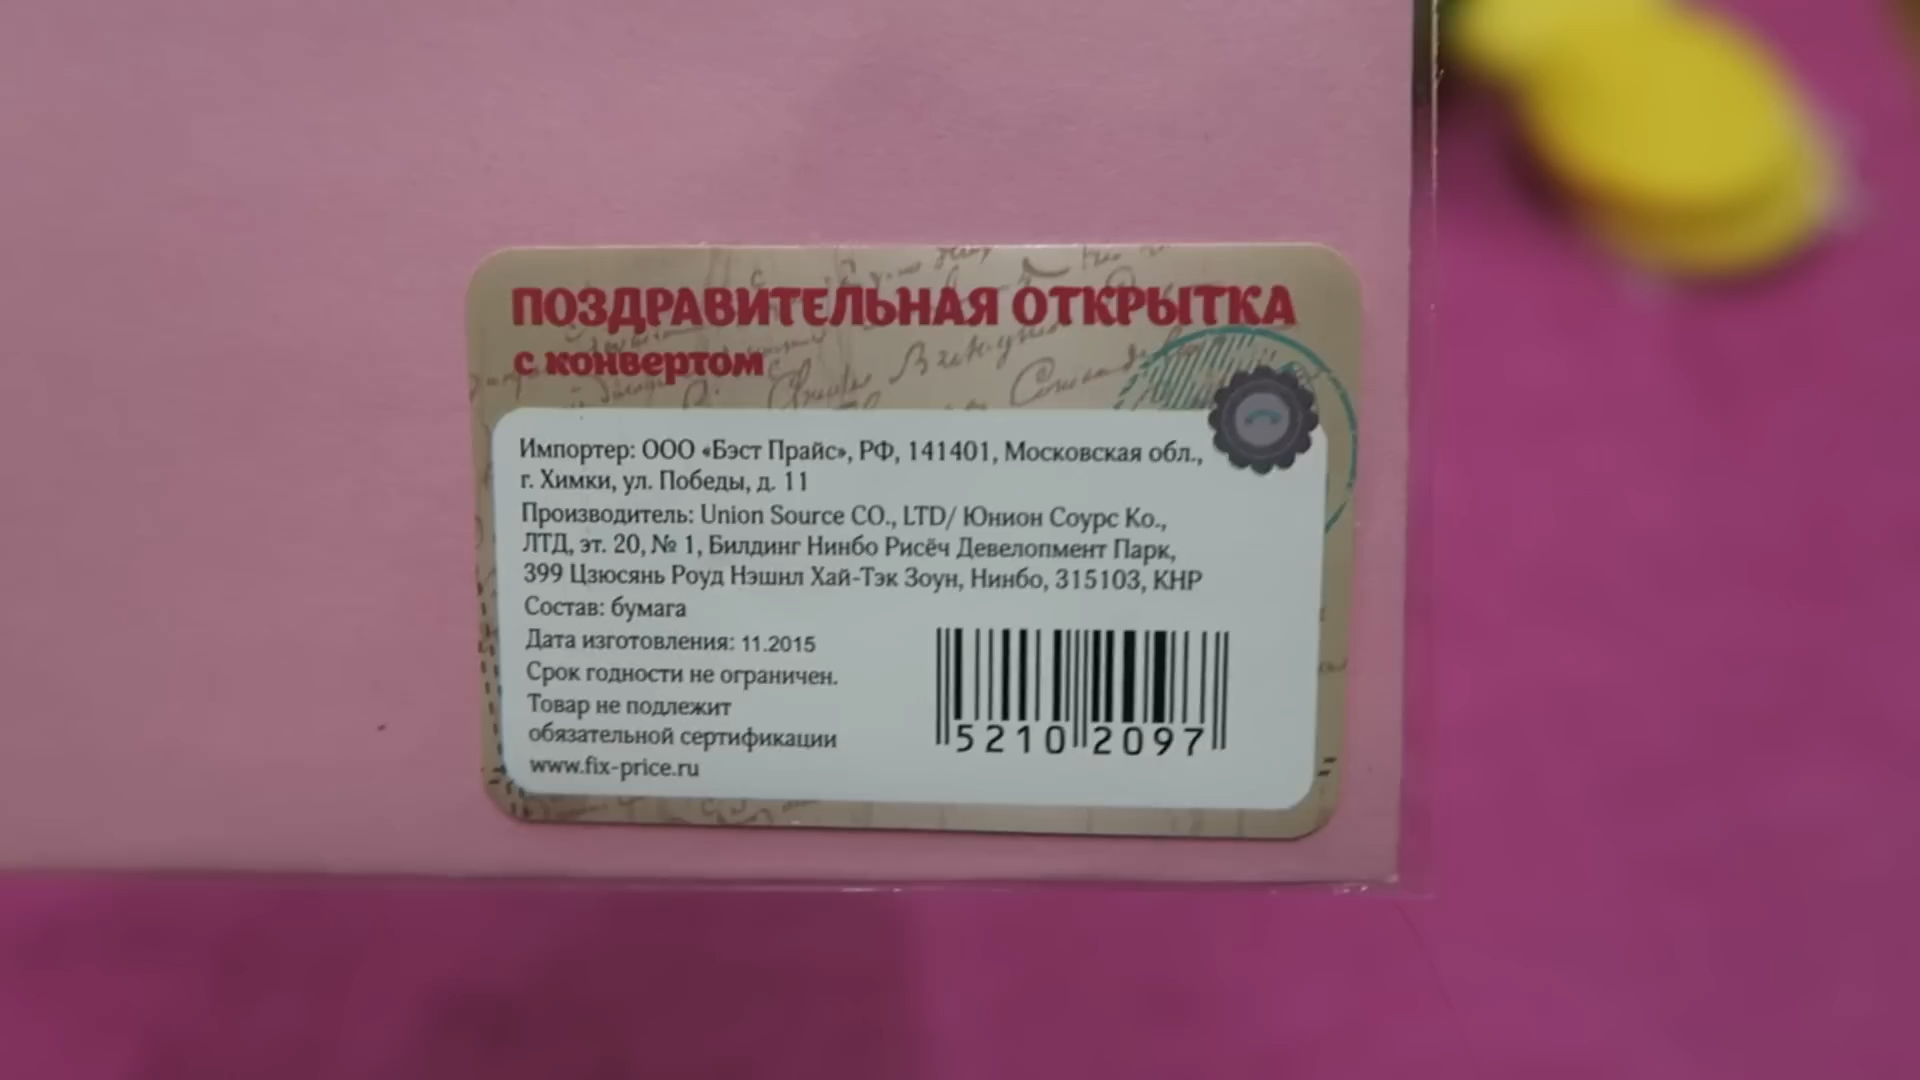 ПОЗДРАВИТЕЛЬНАЯ ОТКРЫТКА
с конвертом
Импортер: ООО «Бэст Прайс», РФ, 141401, Московская обл.,
г. Химки, ул. Победы, д. 11
Производитель: Union Source CO., LTD/ Юнион Соурс Ко.,
ЛТД, эт. 20, № 1, Билдинг Нинбо Рисёч Девелопмент Парк,
399 Цзюсянь Роуд Нэшнл Хай-Тэк Зоун, Нинбо, 315103, КНР
Состав: бумага
Дата изготовления: 11.2015
Срок годности не ограничен.
Товар не подлежит
обязательной сертификации
www.fix-price.ru
5210 2097